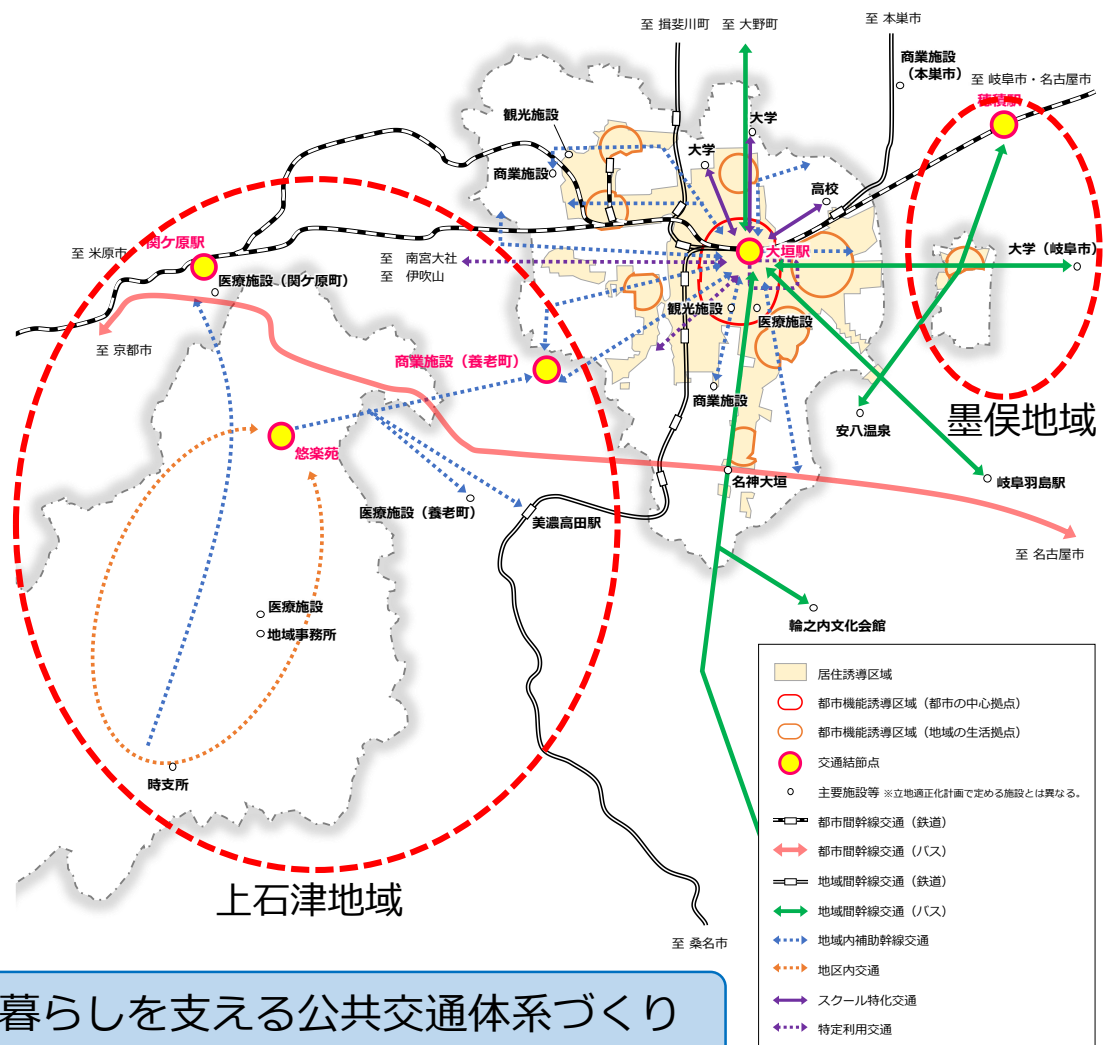 至 揖斐川町
至 大野町
至 本巣市
商業施設
（本巣市）
至 岐阜市・名古屋市
穂積駅
観光施設
大学
大学
商業施設
高校
関ケ原駅
至 米原市
大垣駅
大学（岐阜市）
至 南宮大社
至 伊吹山
医療施設（関ケ原町）
観光施設
医療施設
至 京都市
商業施設（養老町）
商業施設
墨俣地域
安八温泉
悠楽苑
名神大垣
岐阜羽島駅
医療施設（養老町）
美濃高田駅
至 名古屋市
医療施設
地域事務所
輪之内文化会館
時支所
上石津地域
至 桑名市
居住誘導区域
都市機能誘導区域（都市の中心拠点）
都市機能誘導区域（地域の生活拠点）
交通結節点
主要施設等 ※立地適正化計画で定める施設とは異なる。
都市間幹線交通（鉄道）
都市間幹線交通（バス）
地域間幹線交通（鉄道）
地域間幹線交通（バス）
地域内補助幹線交通
地区内交通
スクール特化交通
特定利用交通
暮らしを支える公共交通体系づくり